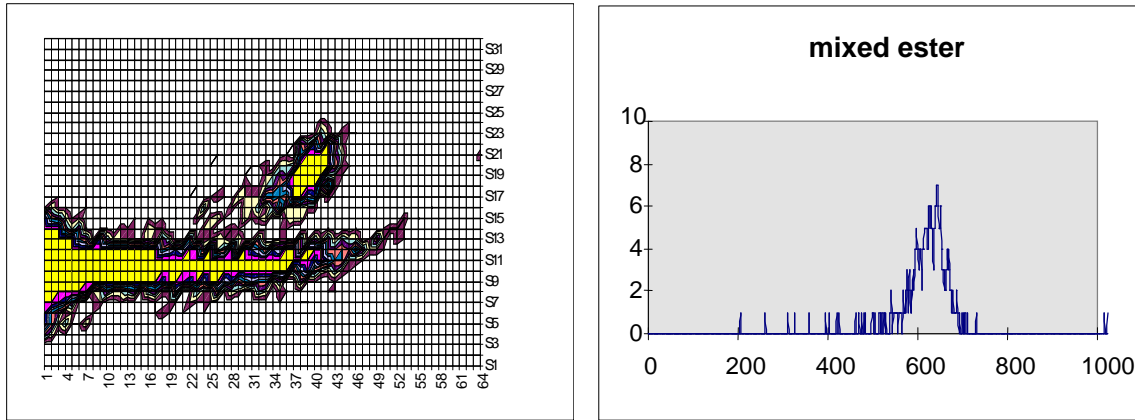 S31
S29
S27
S25
S23
S21
S19
S17
S15
S13
S11
S9
S7
S5
S3
S1
1 4 7 10 13 16 19 22 25 28 31 34 37 40 43 46 49 52 55 58 61 64
mixed ester
10
8
6
4
2
0
0 200 400 600 800 1000